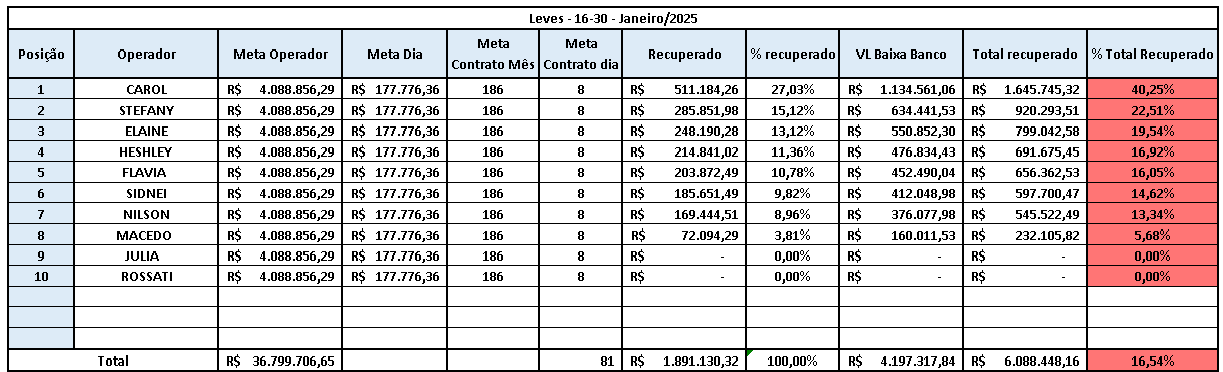 Leves - 16-30 - Janeiro/2025
Posição Operador Meta Operador Meta Dia Meta Contrato Mês Meta Contrato dia Recuperado % recuperado VL Baixa Banco Total recuperado % Total Recuperado
1 CAROL R$ 4.088.856,29 R$ 177.776,36 186 8 R$ 511.184,26 27,03% R$ 1.134.561,06 R$ 1.645.745,32 40,25%
2 STEFANY R$ 4.088.856,29 R$ 177.776,36 186 8 R$ 285.851,98 15,12% R$ 634.441,53 R$ 920.293,51 22,51%
3 ELAINE R$ 4.088.856,29 R$ 177.776,36 186 8 R$ 248.190,28 13,12% R$ 550.852,30 R$ 799.042,58 19,54%
4 HESHLEY R$ 4.088.856,29 R$ 177.776,36 186 8 R$ 214.841,02 11,36% R$ 476.834,43 R$ 691.675,45 16,92%
5 FLAVIA R$ 4.088.856,29 R$ 177.776,36 186 8 R$ 203.872,49 10,78% R$ 452.490,04 R$ 656.362,53 16,05%
6 SIDNEI R$ 4.088.856,29 R$ 177.776,36 186 8 R$ 185.651,49 9,82% R$ 412.048,98 R$ 597.700,47 14,62%
7 NILSON R$ 4.088.856,29 R$ 177.776,36 186 8 R$ 169.444,51 8,96% R$ 376.077,98 R$ 545.522,49 13,34%
8 MACEDO R$ 4.088.856,29 R$ 177.776,36 186 8 R$ 72.094,29 3,81% R$ 160.011,53 R$ 232.105,82 5,68%
9 JULIA R$ 4.088.856,29 R$ 177.776,36 186 8 R$ - 0,00% R$ - R$ - 0,00%
10 ROSSATI R$ 4.088.856,29 R$ 177.776,36 186 8 R$ - 0,00% R$ - R$ - 0,00%
Total R$ 36.799.706,65 81 R$ 1.891.130,32 100,00% R$ 4.197.317,84 R$ 6.088.448,16 16,54%